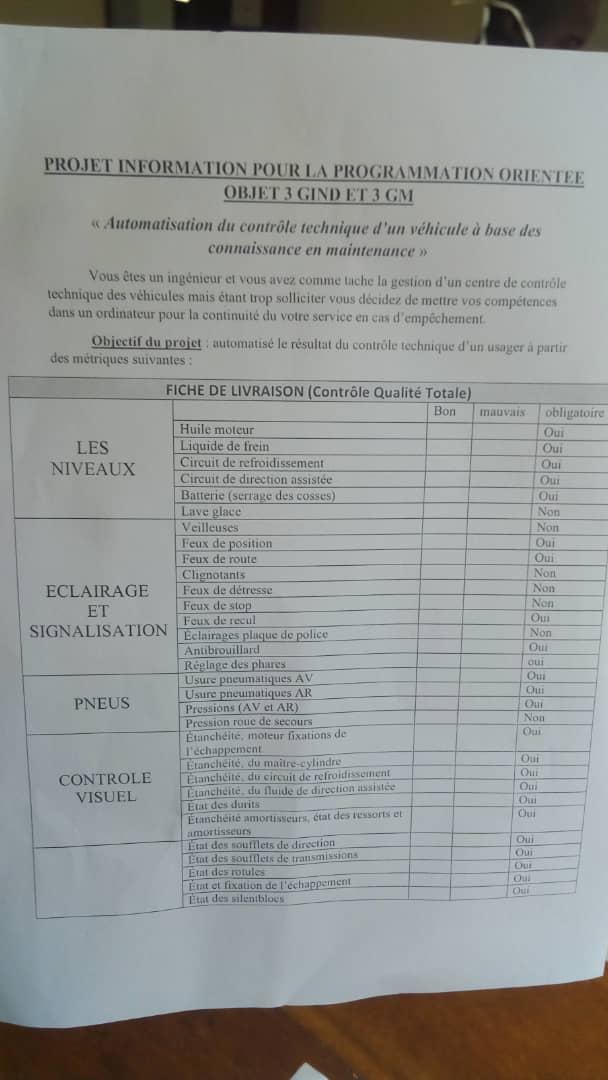 PROJET INFORMATION POUR LA PROGRAMMATION ORIENTEE
OBJET 3 GIND ET 3 GM
« Automatisation du contrôle technique d'un véhicule à base des
connaissance en maintenance »
Vous êtes un ingénieur et vous avez comme tache la gestion d'un centre de contrôle
technique des véhicules mais étant trop solliciter vous décidez de mettre vos compétences
dans un ordinateur pour la continuité du votre service en cas d'empêchement.
Objectif du projet : automatisé le résultat du contrôle technique d'un usager à partir
des métriques suivantes :
FICHE DE LIVRAISON (Contrôle Qualité Totale)
Bon mauvais obligatoire
LES
NIVEAUX
Huile moteur Oui
Liquide de frein Oui
Circuit de refroidissement Oui
Circuit de direction assistée Oui
Batterie (serrage des cosses) Oui
Lave glace Non
ECLAIRAGE
ET
SIGNALISATION
Veilleuses Non
Feux de position Oui
Feux de route Oui
Clignotants Non
Feux de détresse Non
Feux de stop Non
Feux de recul Oui
Éclairages plaque de police Non
Antibrouillard Oui
Réglage des phares oui
PNEUS
Usure pneumatiques AV Oui
Usure pneumatiques AR Oui
Pressions (AV et AR) Oui
Pression roue de secours Non
CONTROLE
VISUEL
Étanchéité, moteur fixations de Oui
l'échappement
Étanchéité, du maître-cylindre Oui
Étanchéité, du circuit de refroidissement Oui
Étanchéité, du fluide de direction assistée Oui
État des durits Oui
Étanchéité amortisseurs, état des ressorts et Oui
amortisseurs
État des soufflets de direction Oui
État des soufflets de transmissions Oui
État des rotules Oui
État et fixation de l'échappement Oui
État des silentblocs Oui